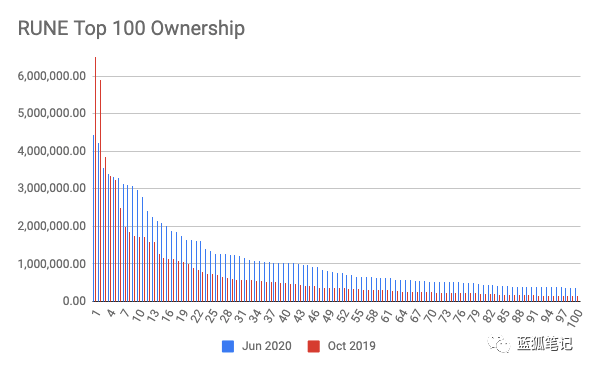 RUNE Top 100 Ownership
6,000,000.00
5,000,000.00
4,000,000.00
3,000,000.00
2,000,000.00
1,000,000.00
0.00
1 4 7 10 13 16 19 22 25 28 31 34 37 40 43 46 49 52 55 58 61 64 67 70 73 76 79 82 85 88 91 94 97 100
Jun 2020 Oct 2019
蓝狐笔记